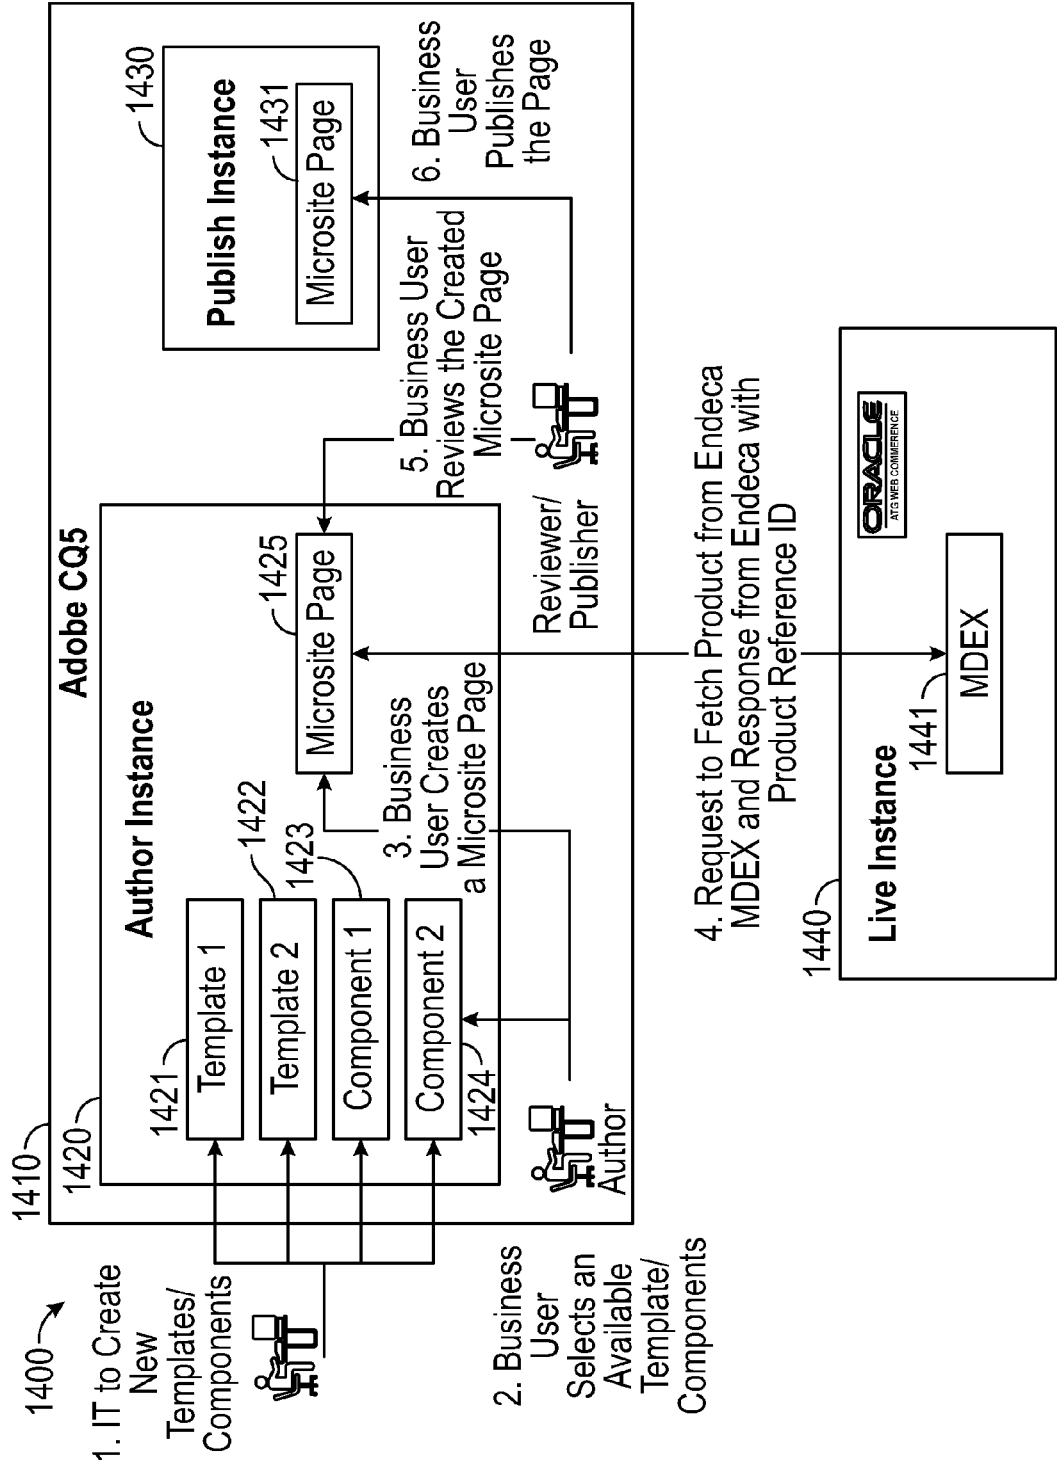 1400
1. IT to Create
New
Templates/
Components
2. Business
User
Selects an
Available
Template/
Components
1410
Adobe CQ5
1420
Author Instance
1421
Template 1
Template 2
1422
Component 1
1423
Component 2
1424
Author
3. Business
User Creates
a Microsite Page
Microsite Page
1425
5. Business User
Reviews the Created
Microsite Page
Reviewer/
Publisher
1430
Publish Instance
1431
Microsite Page
6. Business
User
Publishes
the Page
4. Request to Fetch Product from Endeca
MDEX and Response from Endeca with
Product Reference ID
1440
Live Instance
1441
MDEX
ORACLE
ATG WEB COMMERENCE